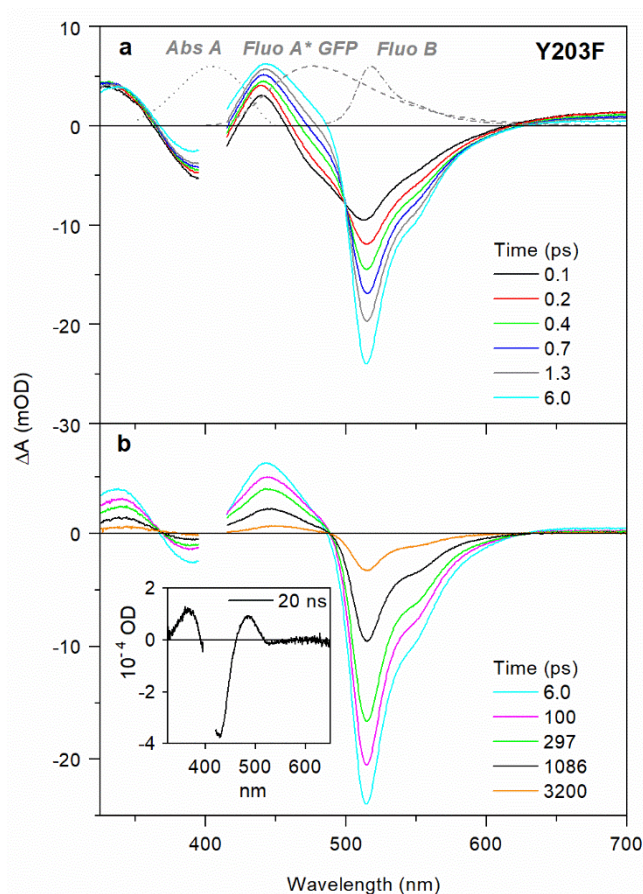 10
a
Abs A Fluo A* GFP Fluo B
Y203F
0
-10
-20
-30
Time (ps)
0.1
0.2
0.4
0.7
1.3
6.0
ΔA (mOD)
b
0
-10
-20
2
0
-2
-4
10⁻⁴ OD
20 ns
400 500 600
nm
Time (ps)
6.0
100
297
1086
3200
400 500 600 700
Wavelength (nm)